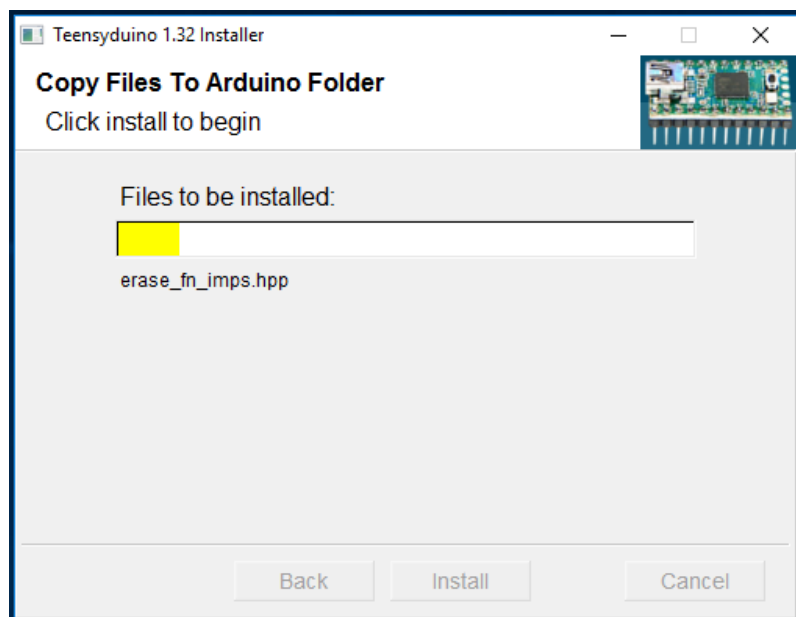 Teensyduino 1.32 Installer
Copy Files To Arduino Folder
Click install to begin
Files to be installed:
erase_fn_imps.hpp
Back Install Cancel